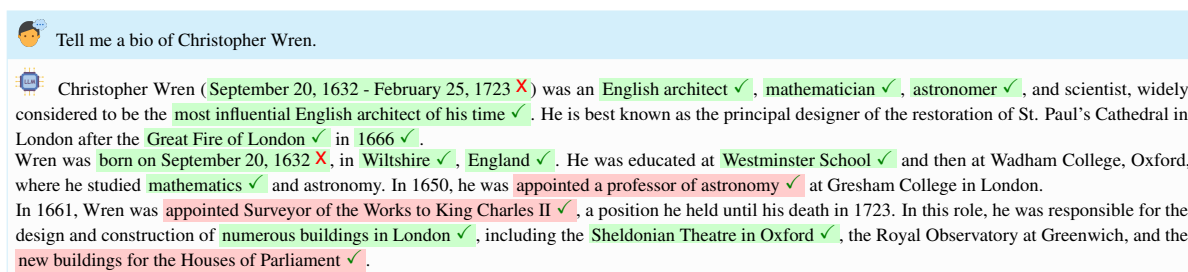 Tell me a bio of Christopher Wren.
LLM Christopher Wren (September 20, 1632 - February 25, 1723 X) was an English architect ✓, mathematician ✓, astronomer ✓, and scientist, widely
considered to be the most influential English architect of his time ✓. He is best known as the principal designer of the restoration of St. Paul's Cathedral in
London after the Great Fire of London ✓ in 1666 ✓.
Wren was born on September 20, 1632 X, in Wiltshire ✓, England ✓. He was educated at Westminster School ✓ and then at Wadham College, Oxford,
where he studied mathematics ✓ and astronomy. In 1650, he was appointed a professor of astronomy ✓ at Gresham College in London.
In 1661, Wren was appointed Surveyor of the Works to King Charles II ✓, a position he held until his death in 1723. In this role, he was responsible for the
design and construction of numerous buildings in London ✓, including the Sheldonian Theatre in Oxford ✓, the Royal Observatory at Greenwich, and the
new buildings for the Houses of Parliament ✓.